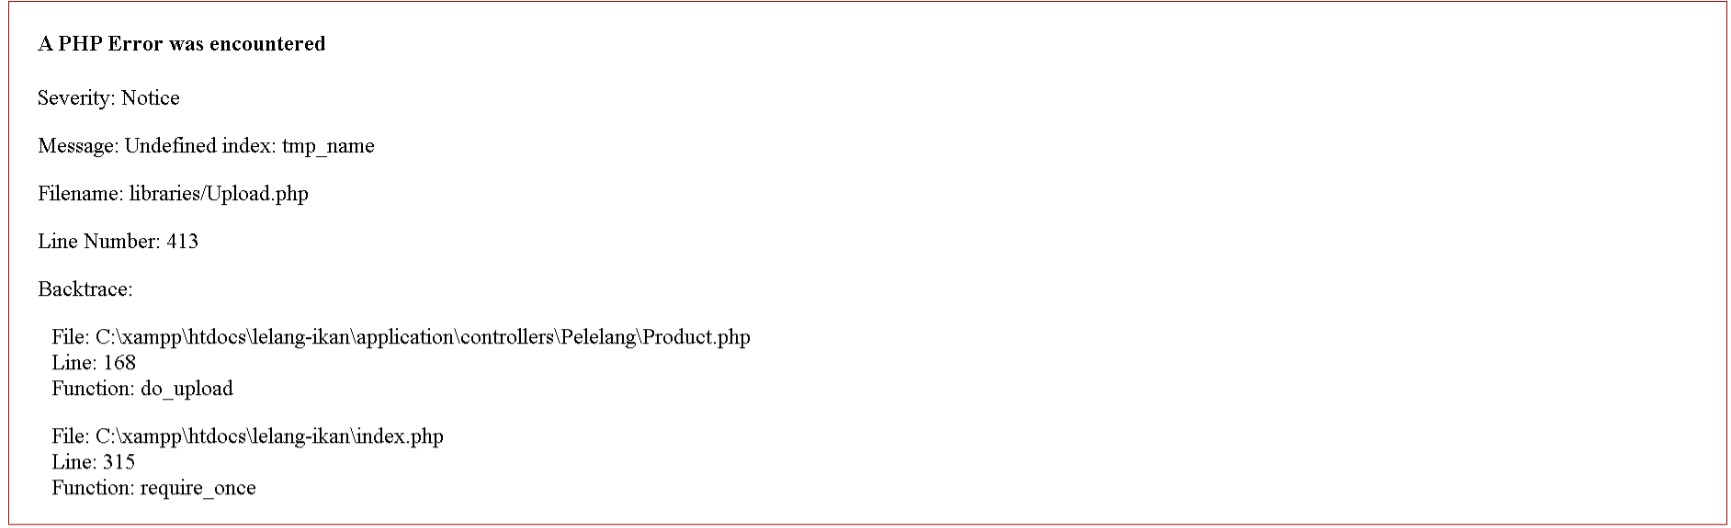 A PHP Error was encountered
Severity: Notice
Message: Undefined index: tmp_name
Filename: libraries/Upload.php
Line Number: 413
Backtrace:
File: C:\xampp\htdocs\lelang-ikan\application\controllers\Pelelang\Product.php
Line: 168
Function: do_upload
File: C:\xampp\htdocs\lelang-ikan\index.php
Line: 315
Function: require_once